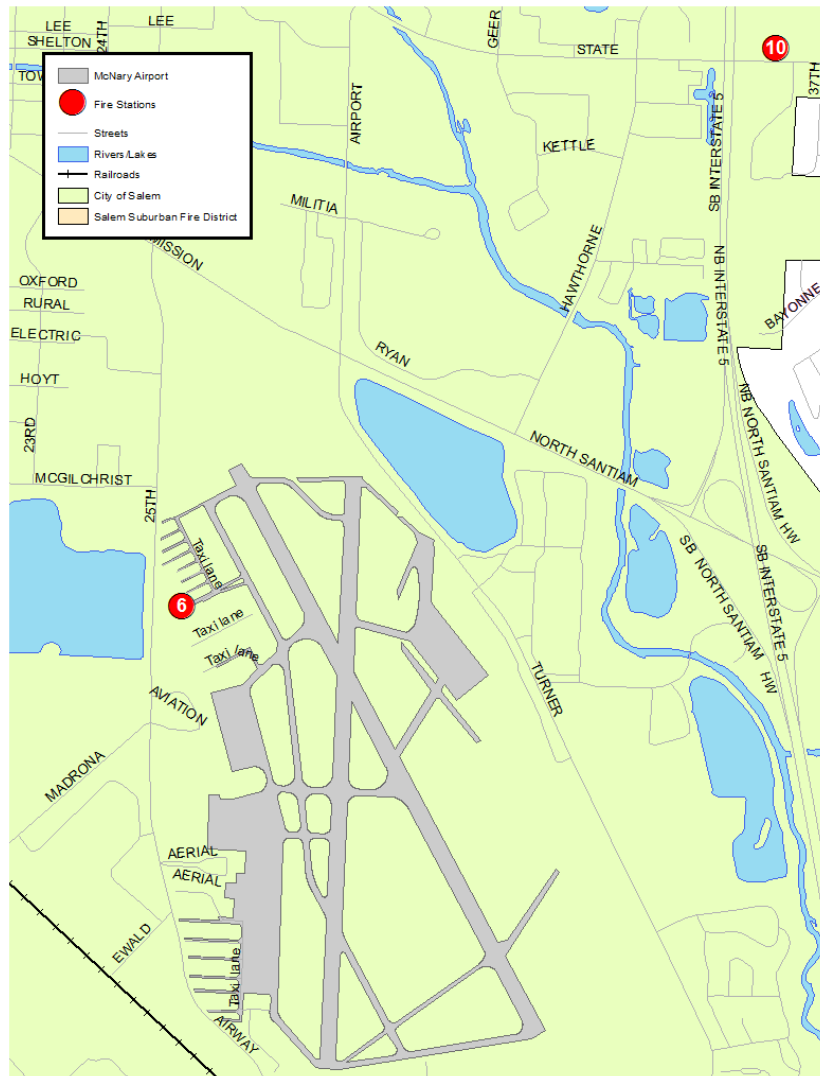 LEE
LEE
SHELTON
24TH
GEER
STATE
10
37TH
McNary Airport
Fire Stations
Streets
Rivers/Lakes
Railroads
City of Salem
Salem Suburban Fire District
AIRPORT
KETTLE
SB INTERSTATE 5
MILITIA
MISSION
HAWTHORNE
NB INTERSTATE 5
BAYONNE
OXFORD
RURAL
ELECTRIC
HOYT
23RD
RYAN
NB NORTH SANTIAM HW
NORTH SANTIAM
MCGILCHRIST
25TH
Taxi lane
6
Taxi lane
Taxi lane
SB NORTH SANTIAM HW
SB INTERSTATE 5
AVIATION
TURNER
MADRONA
AERIAL
AERIAL
EWALD
Taxi lane
AIRWAY